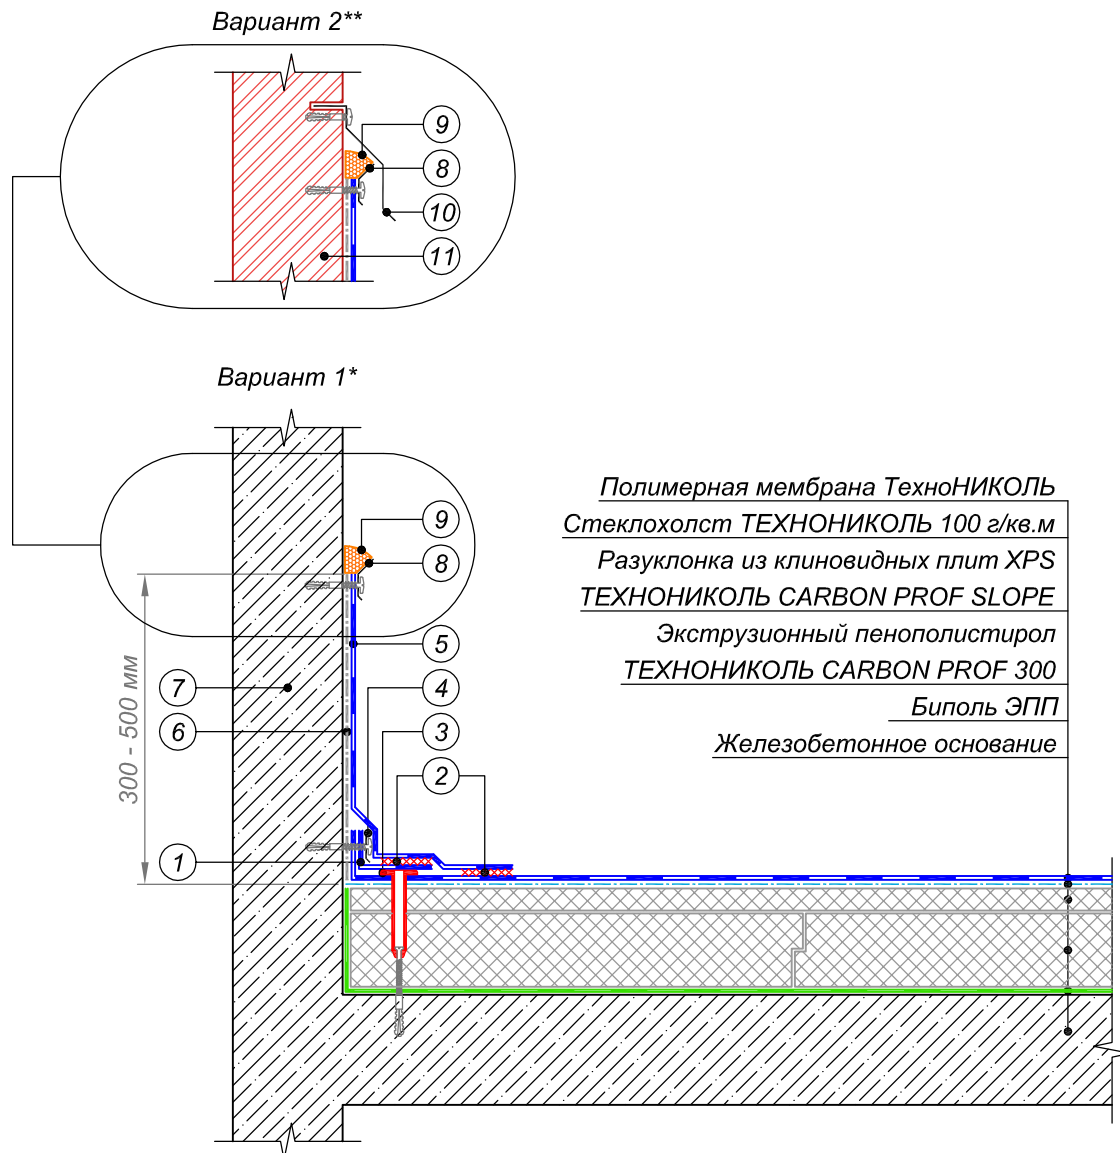 Вариант 2**
9
8
10
11
Вариант 1*
9
8
5
4
3
2
7
6
1
300 - 500 мм
Полимерная мембрана ТехноНИКОЛЬ
Стеклохолст ТЕХНОНИКОЛЬ 100 г/кв.м
Разуклонка из клиновидных плит XPS
ТЕХНОНИКОЛЬ CARBON PROF SLOPE
Экструзионный пенополистирол
ТЕХНОНИКОЛЬ CARBON PROF 300
Биполь ЭПП
Железобетонное основание